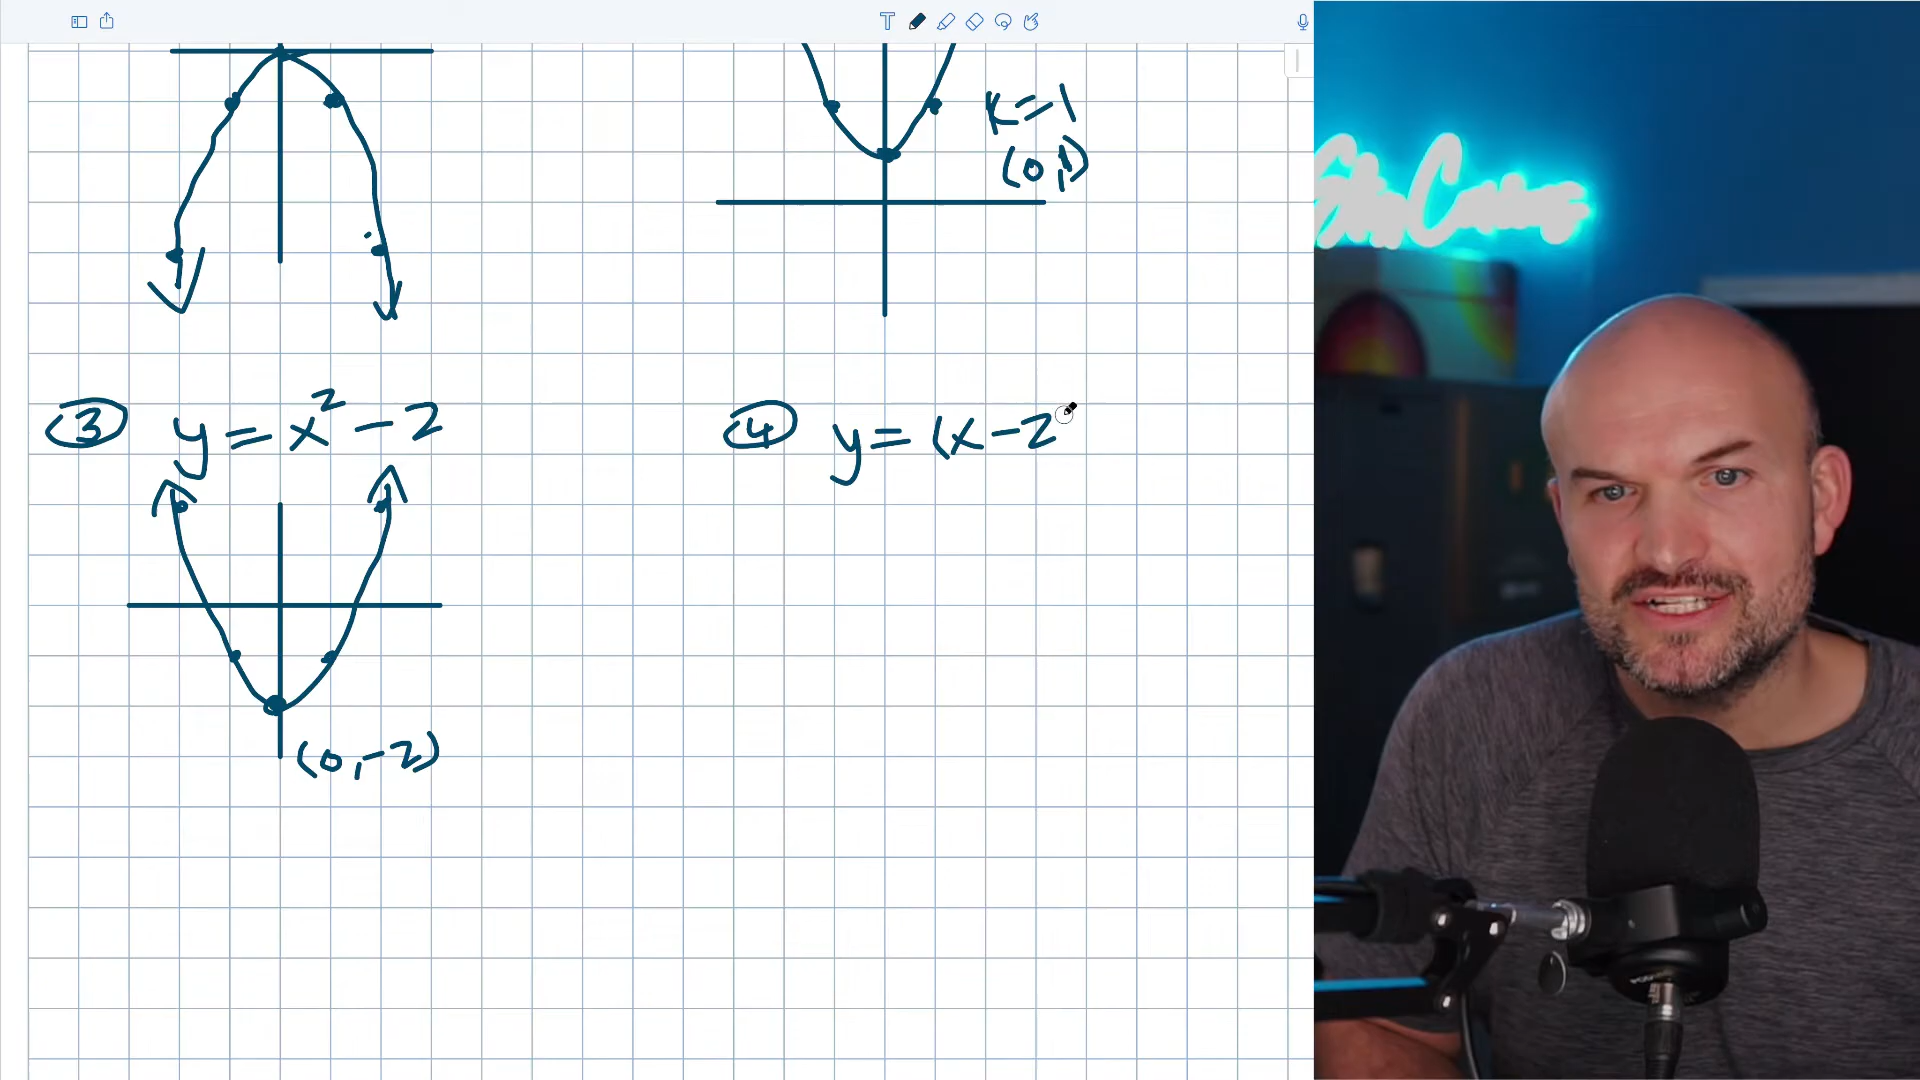 k=1
(0,1)
③ y = x² - 2
④ y = (x - 2
(0, -2)